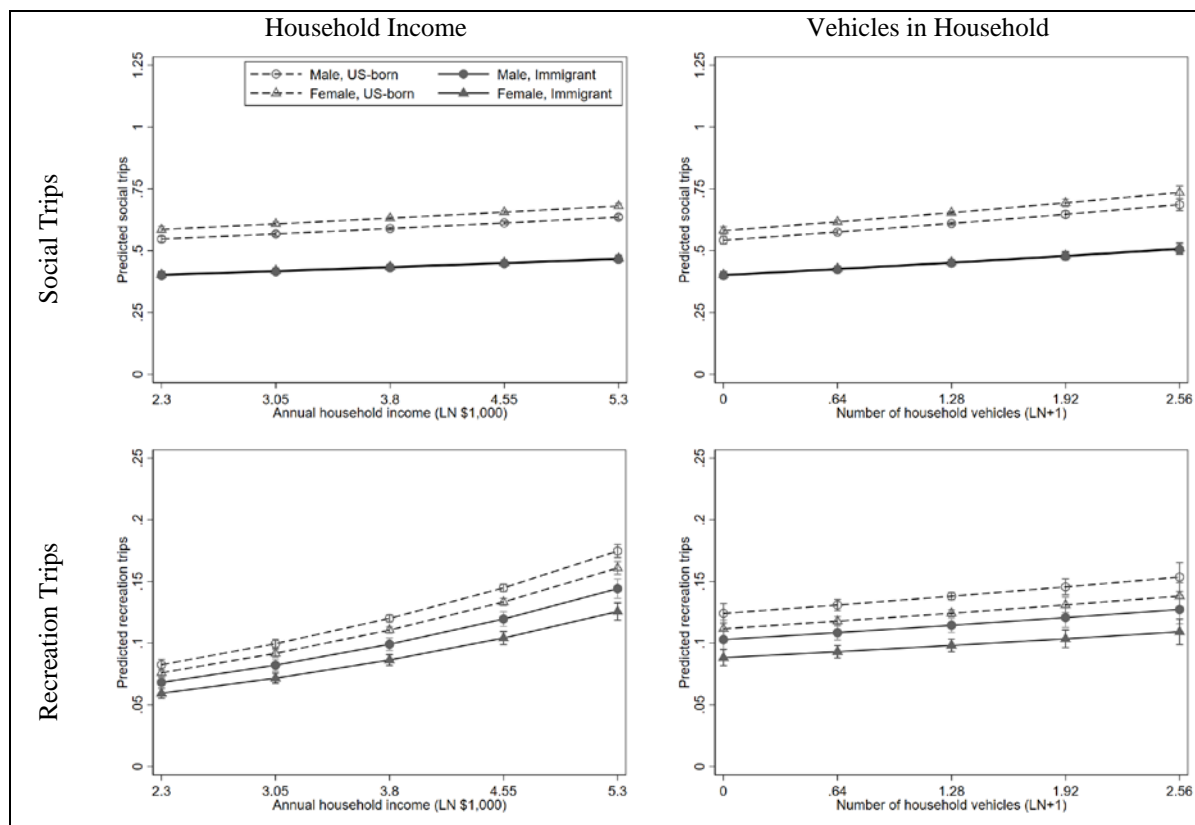 Household Income
Vehicles in Household
Social Trips
Predicted social trips
1.25
1
.75
.5
.25
0
Male, US-born
Male, Immigrant
Female, US-born
Female, Immigrant
2.3 3.05 3.8 4.55 5.3
Annual household income (LN $1,000)
Predicted social trips
1.25
1
.75
.5
.25
0
0 .64 1.28 1.92 2.56
Number of household vehicles (LN+1)
Recreation Trips
Predicted recreation trips
.25
.2
.15
.1
.05
0
2.3 3.05 3.8 4.55 5.3
Annual household income (LN $1,000)
Predicted recreation trips
.25
.2
.15
.1
.05
0
0 .64 1.28 1.92 2.56
Number of household vehicles (LN+1)